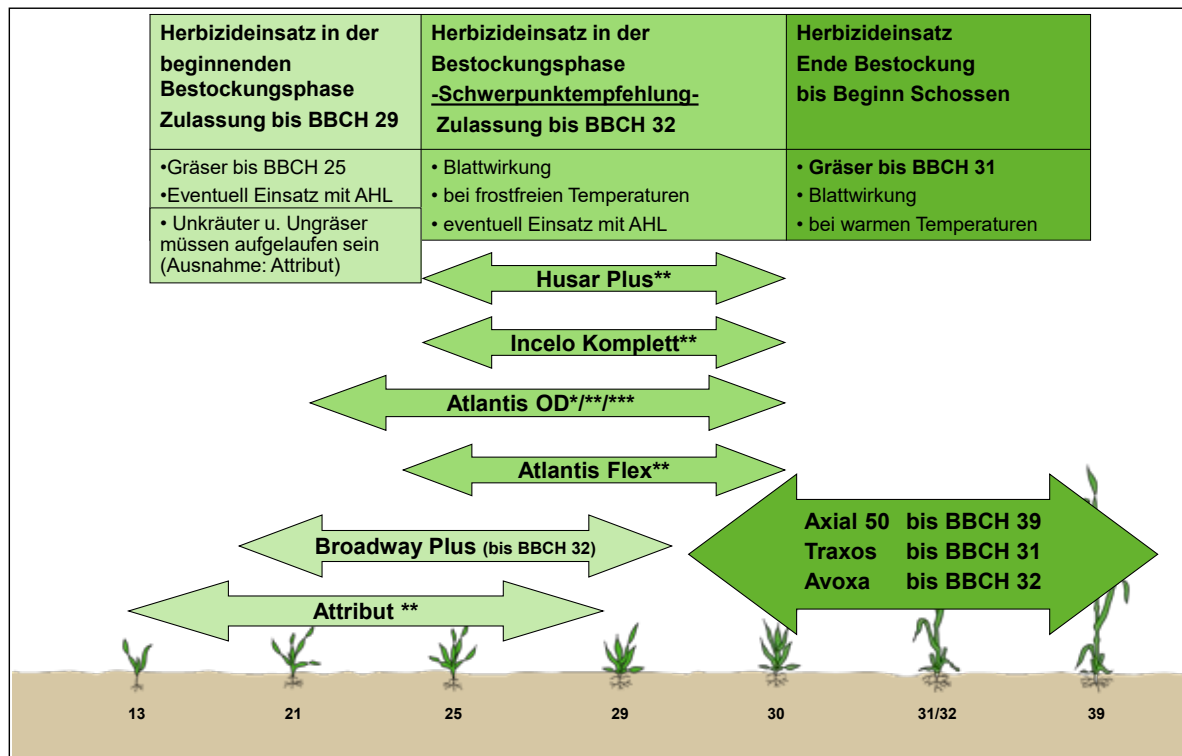 Herbizideinsatz in der
beginnenden
Bestockungsphase
Zulassung bis BBCH 29
Herbizideinsatz in der
Bestockungsphase
-Schwerpunktempfehlung-
Zulassung bis BBCH 32
Herbizideinsatz
Ende Bestockung
bis Beginn Schossen
•Gräser bis BBCH 25
•Eventuell Einsatz mit AHL
• Unkräuter u. Ungräser
müssen aufgelaufen sein
(Ausnahme: Attribut)
• Blattwirkung
• bei frostfreien Temperaturen
• eventuell Einsatz mit AHL
• Gräser bis BBCH 31
• Blattwirkung
• bei warmen Temperaturen
Husar Plus**
Incelo Komplett**
Atlantis OD*/**/***
Atlantis Flex**
Broadway Plus (bis BBCH 32)
Attribut **
Axial 50 bis BBCH 39
Traxos bis BBCH 31
Avoxa bis BBCH 32
13 21 25 29 30 31/32 39